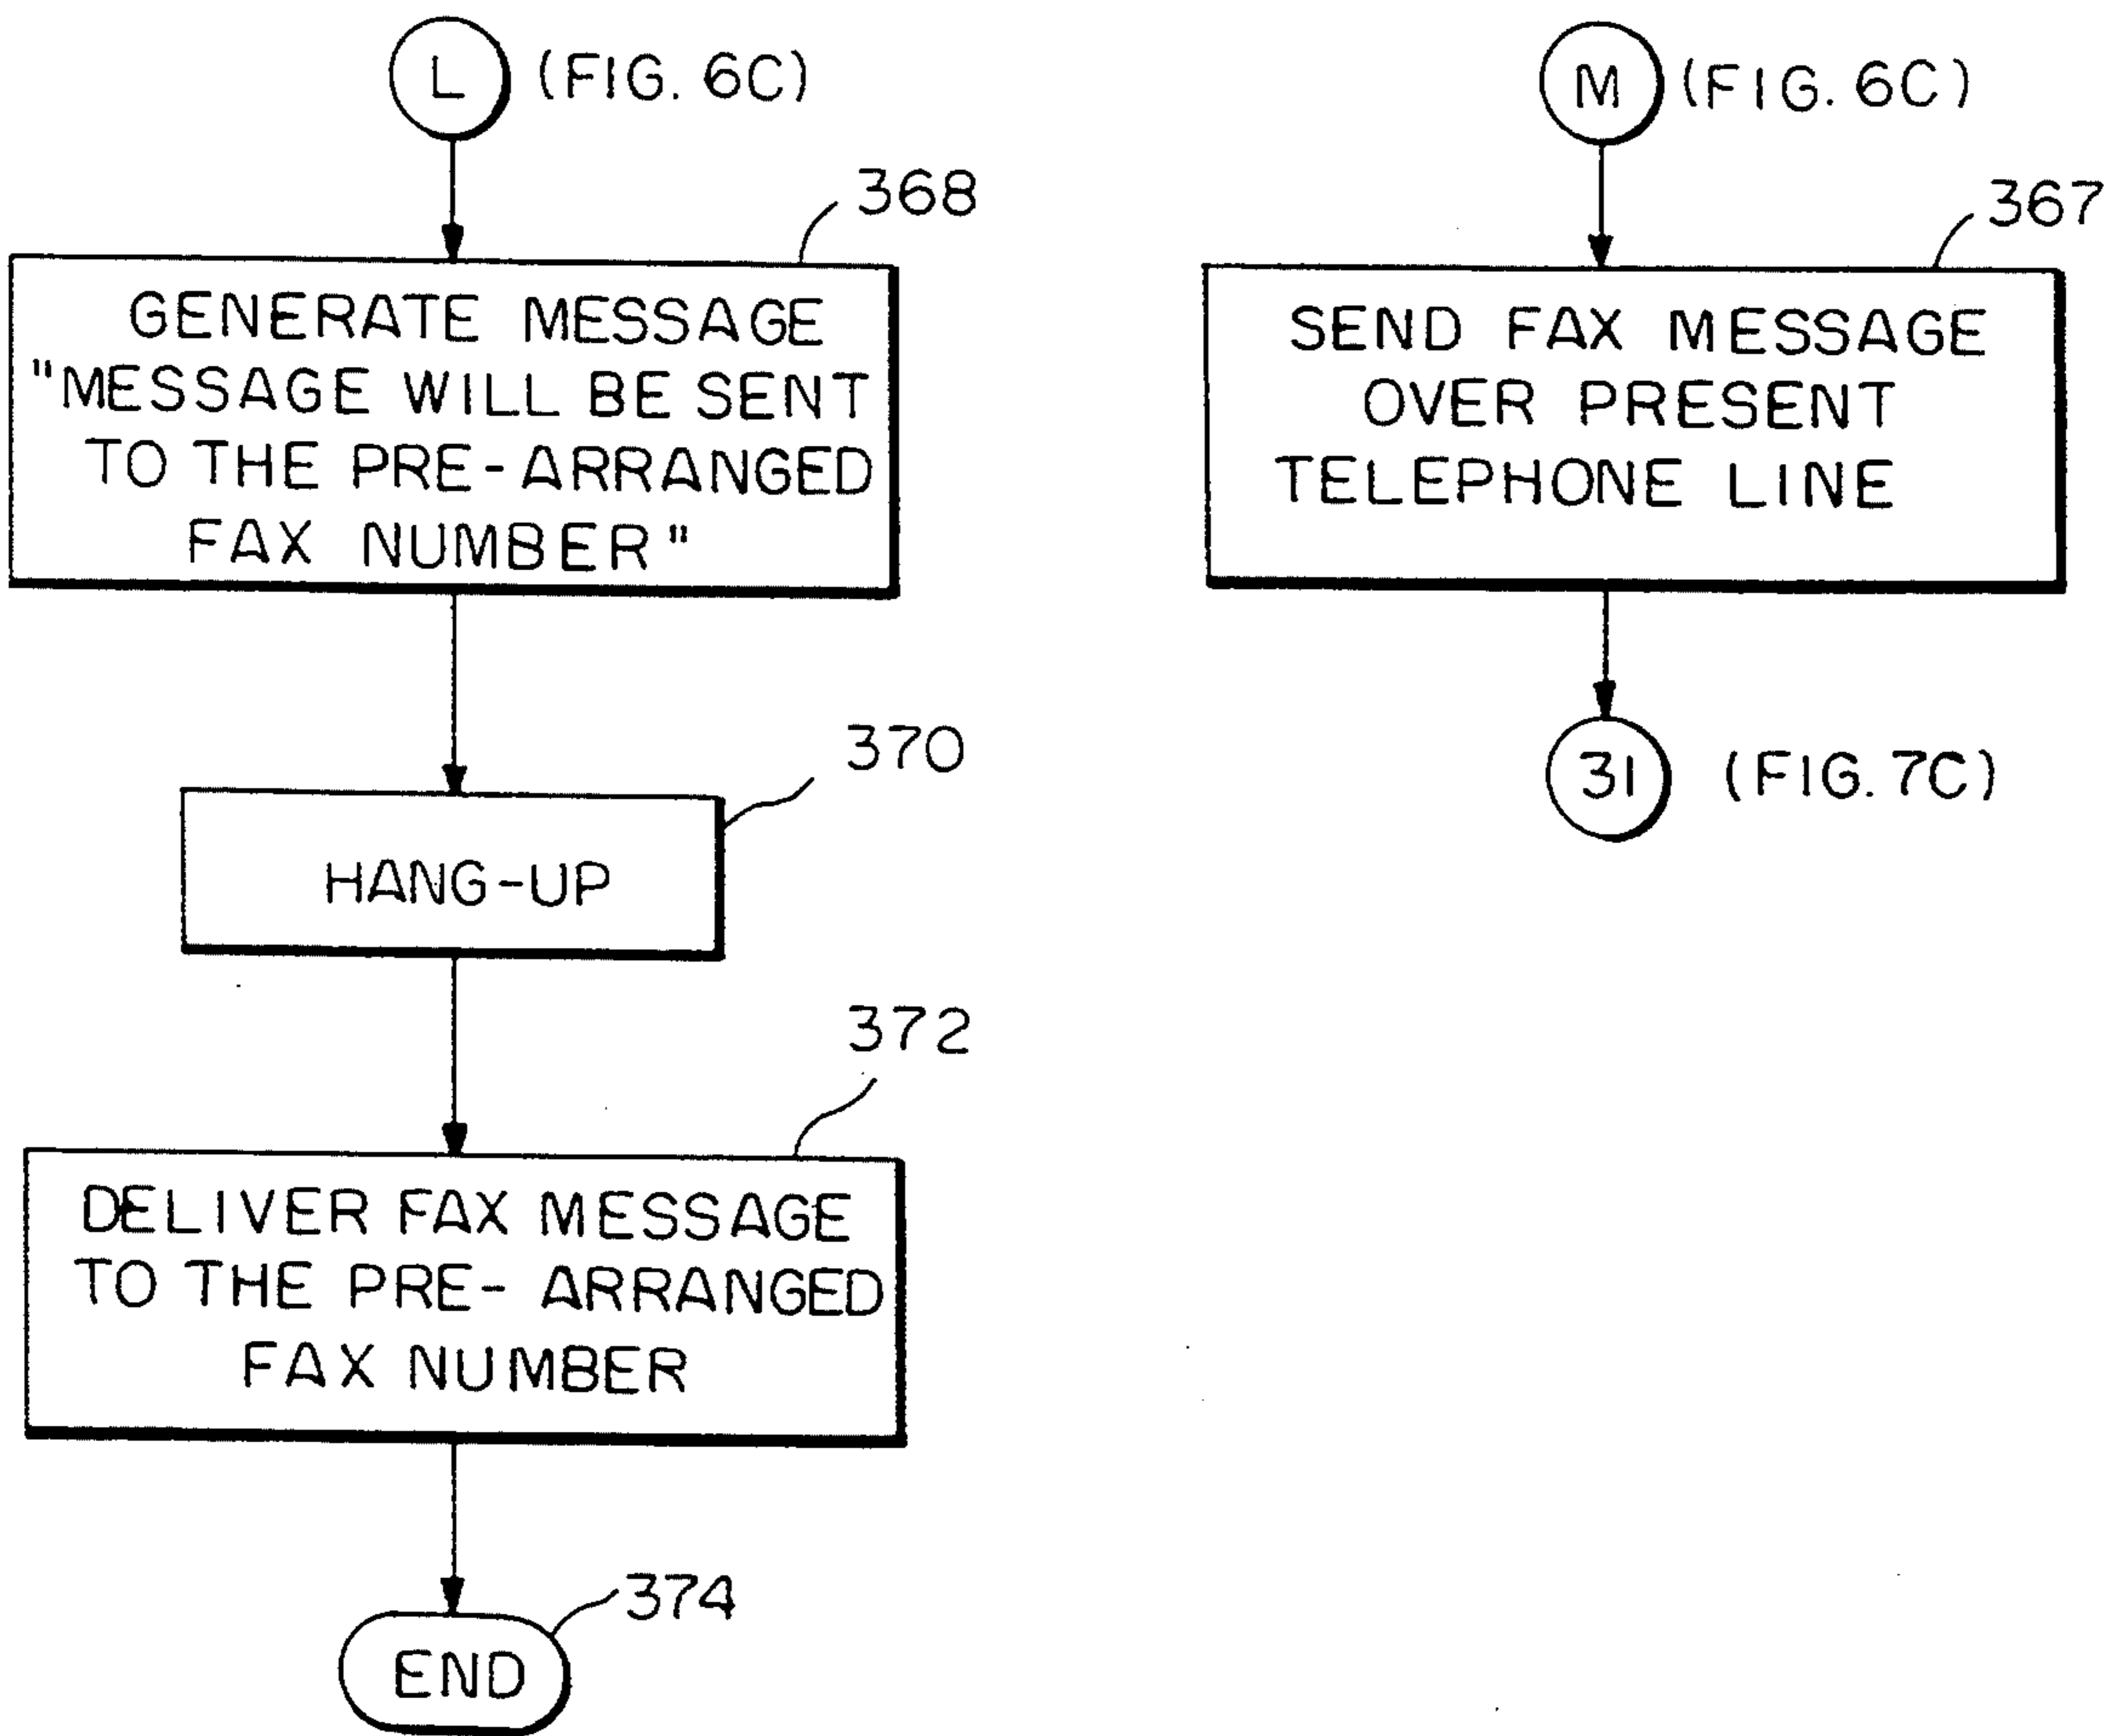 L (FIG. 6C)
368
GENERATE MESSAGE
"MESSAGE WILL BE SENT
TO THE PRE-ARRANGED
FAX NUMBER"
370
HANG-UP
372
DELIVER FAX MESSAGE
TO THE PRE- ARRANGED
FAX NUMBER
374
END
M (FIG. 6C)
367
SEND FAX MESSAGE
OVER PRESENT
TELEPHONE LINE
31 (FIG. 7C)